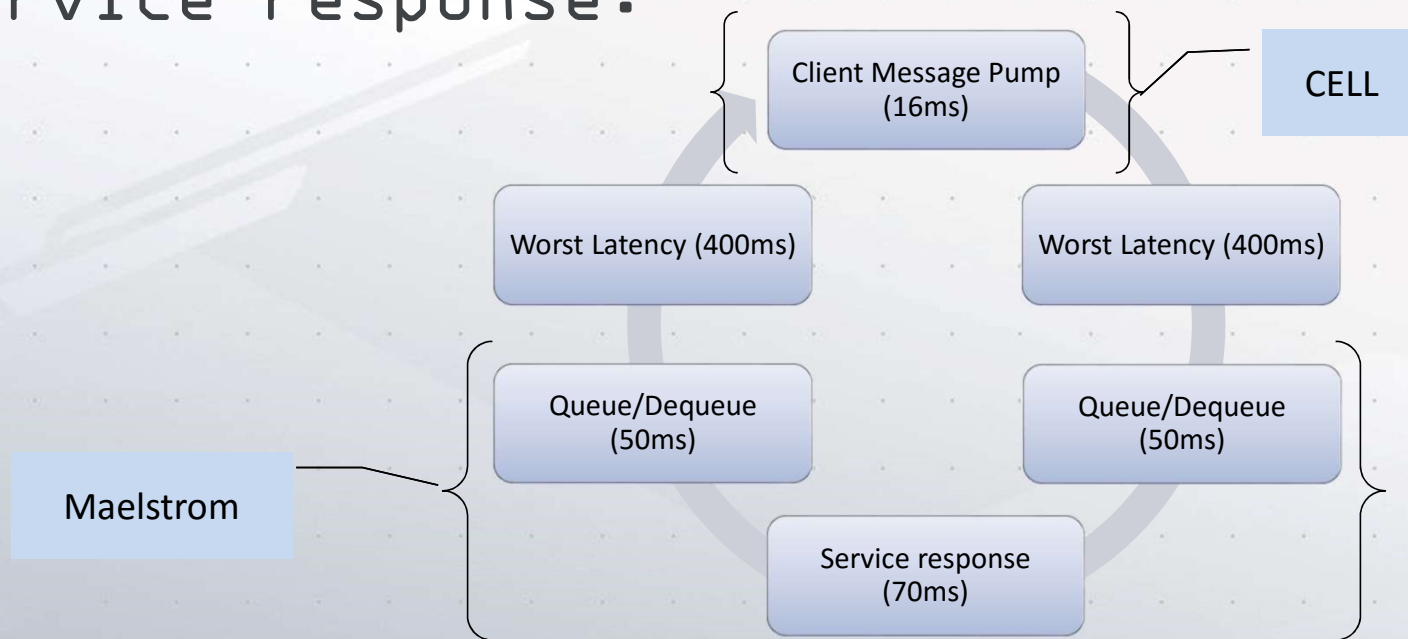 rvice response:
Client Message Pump
(16ms)
CELL
Worst Latency (400ms)
Worst Latency (400ms)
Queue/Dequeue
(50ms)
Queue/Dequeue
(50ms)
Maelstrom
Service response
(70ms)